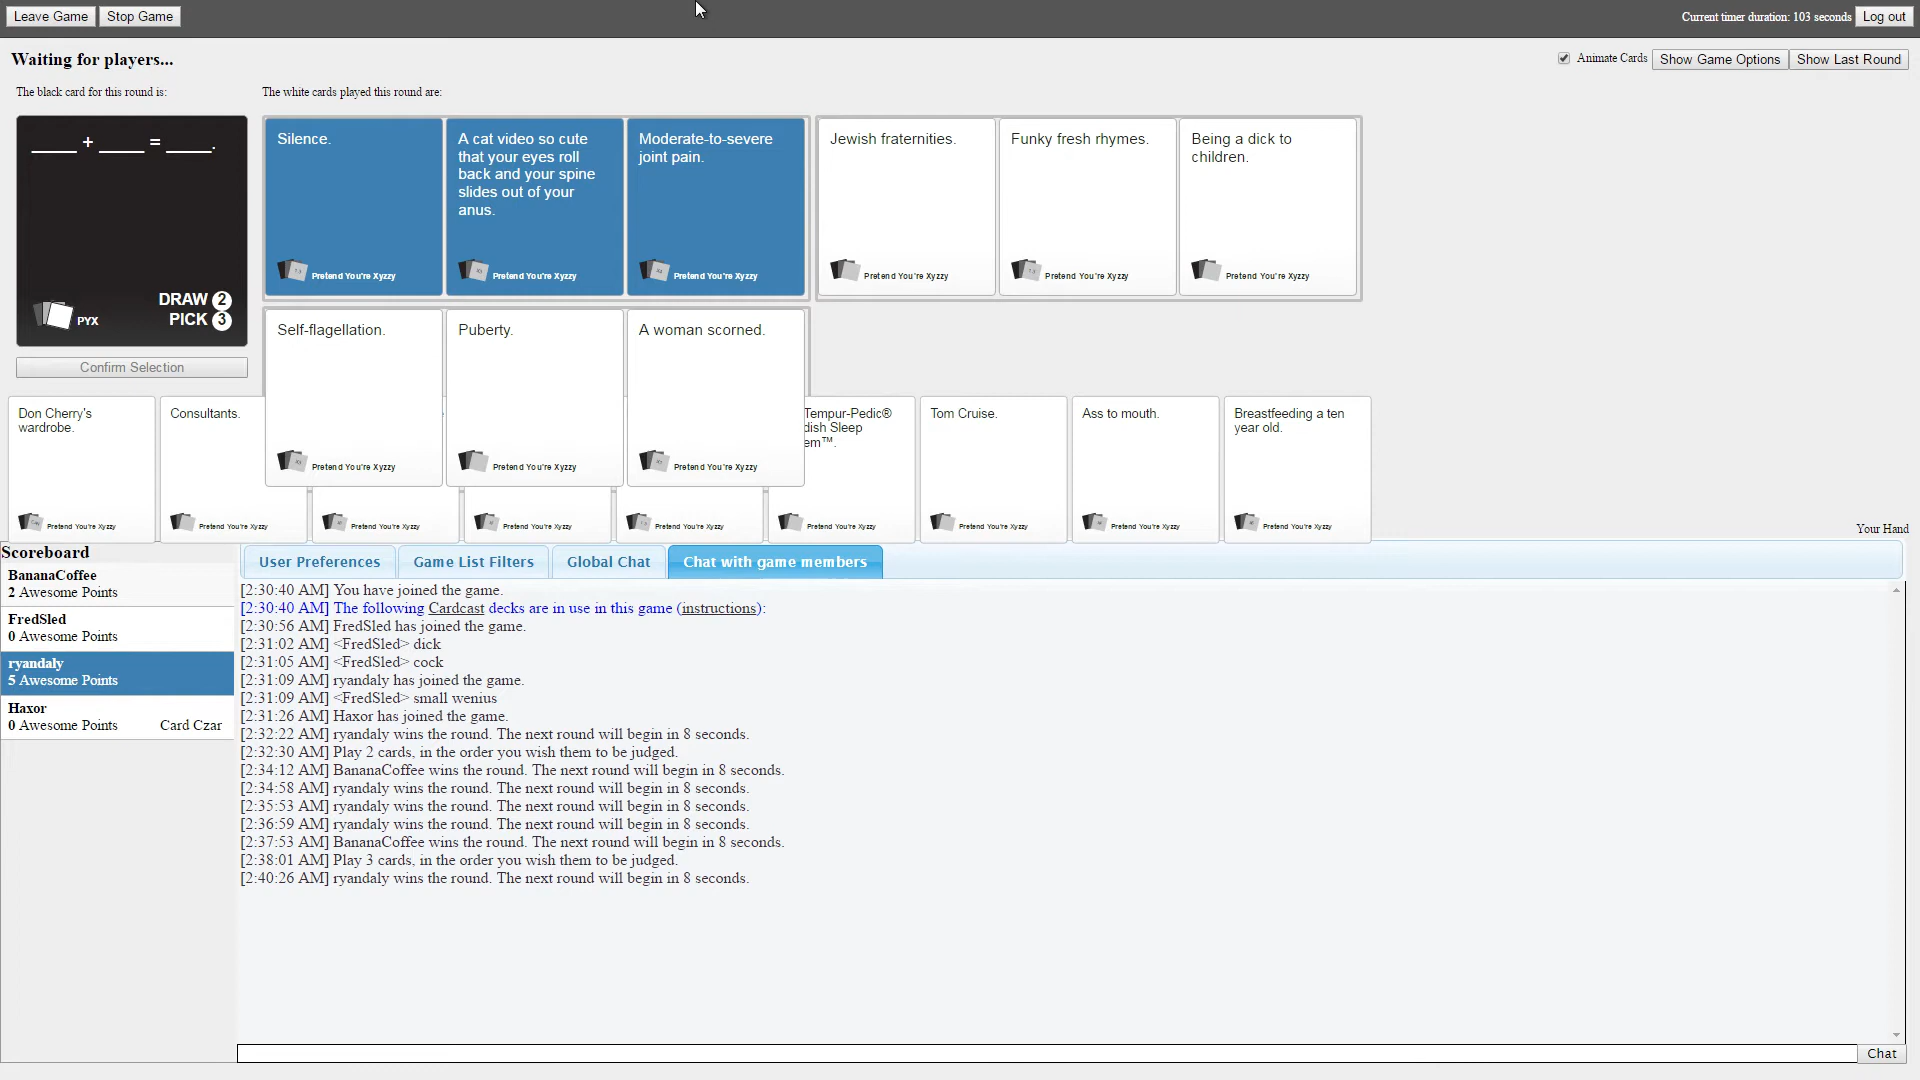 Leave Game Stop Game
Current timer duration: 103 seconds Log out
Waiting for players...
Animate Cards Show Game Options Show Last Round
The black card for this round is:
The white cards played this round are:
____ + ____ = ____.
DRAW 2
PICK 3
PYX
Confirm Selection
Silence.
Pretend You're Xyzzy
A cat video so cute
that your eyes roll
back and your spine
slides out of your
anus.
Pretend You're Xyzzy
Moderate-to-severe
joint pain.
Pretend You're Xyzzy
Jewish fraternities.
Pretend You're Xyzzy
Funky fresh rhymes.
Pretend You're Xyzzy
Being a dick to
children.
Pretend You're Xyzzy
Self-flagellation.
Pretend You're Xyzzy
Puberty.
Pretend You're Xyzzy
A woman scorned.
Pretend You're Xyzzy
Don Cherry's
wardrobe.
Pretend You're Xyzzy
Consultants.
Pretend You're Xyzzy
Pretend You're Xyzzy
Pretend You're Xyzzy
Pretend You're Xyzzy
Tempur-Pedic®
dish Sleep
em™.
Pretend You're Xyzzy
Tom Cruise.
Pretend You're Xyzzy
Ass to mouth.
Pretend You're Xyzzy
Breastfeeding a ten
year old.
Pretend You're Xyzzy
Your Hand
Scoreboard
BananaCoffee
2 Awesome Points
FredSled
0 Awesome Points
ryandaly
5 Awesome Points
Haxor
0 Awesome Points Card Czar
User Preferences Game List Filters Global Chat Chat with game members
[2:30:40 AM] You have joined the game.
[2:30:40 AM] The following Cardcast decks are in use in this game (instructions):
[2:30:56 AM] FredSled has joined the game.
[2:31:02 AM] <FredSled> dick
[2:31:05 AM] <FredSled> cock
[2:31:09 AM] ryandaly has joined the game.
[2:31:09 AM] <FredSled> small wenius
[2:31:26 AM] Haxor has joined the game.
[2:32:22 AM] ryandaly wins the round. The next round will begin in 8 seconds.
[2:32:30 AM] Play 2 cards, in the order you wish them to be judged.
[2:34:12 AM] BananaCoffee wins the round. The next round will begin in 8 seconds.
[2:34:58 AM] ryandaly wins the round. The next round will begin in 8 seconds.
[2:35:53 AM] ryandaly wins the round. The next round will begin in 8 seconds.
[2:36:59 AM] ryandaly wins the round. The next round will begin in 8 seconds.
[2:37:53 AM] BananaCoffee wins the round. The next round will begin in 8 seconds.
[2:38:01 AM] Play 3 cards, in the order you wish them to be judged.
[2:40:26 AM] ryandaly wins the round. The next round will begin in 8 seconds.
Chat